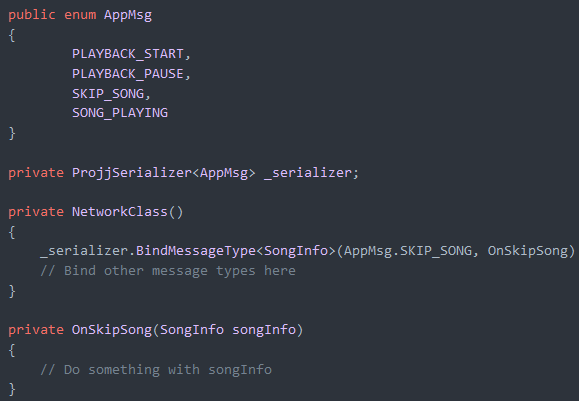 public enum AppMsg
{
        PLAYBACK_START,
        PLAYBACK_PAUSE,
        SKIP_SONG,
        SONG_PLAYING
}

private ProjjSerializer<AppMsg> _serializer;

private NetworkClass()
{
    _serializer.BindMessageType<SongInfo>(AppMsg.SKIP_SONG, OnSkipSong)
    // Bind other message types here
}

private OnSkipSong(SongInfo songInfo)
{
    // Do something with songInfo
}